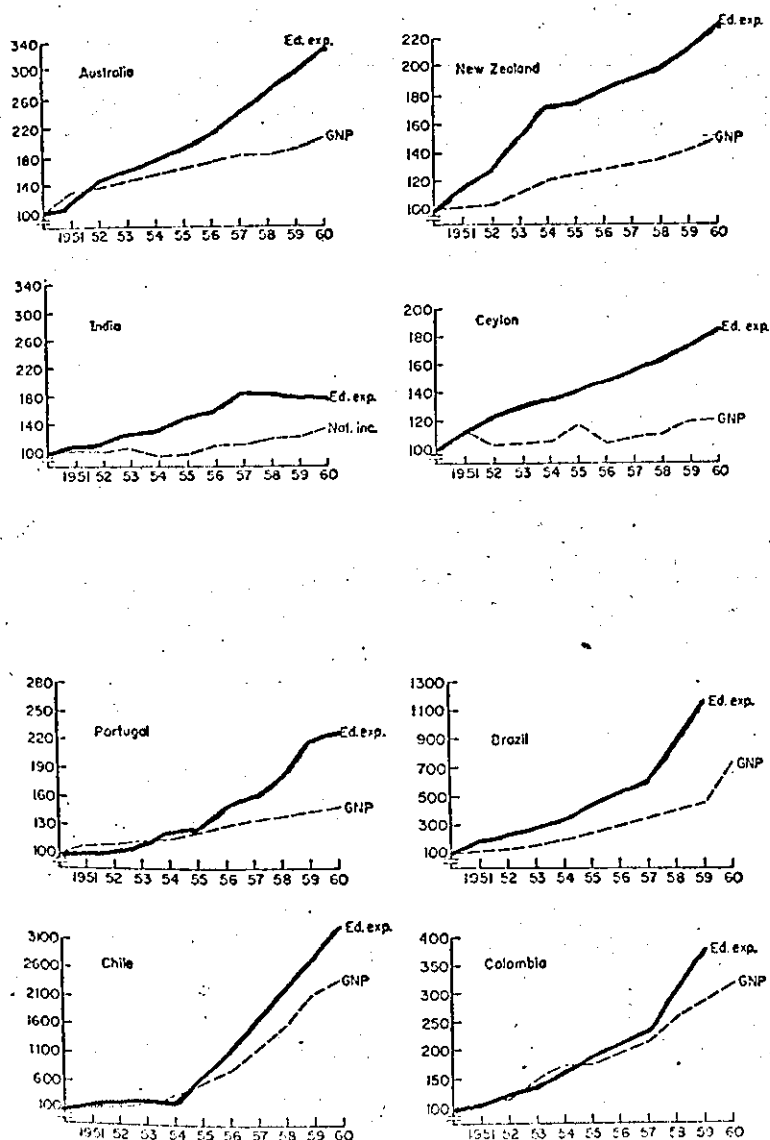 Australia
340
300
260
220
180
140
100
Ed. exp.
GNP
1951 52 53 54 55 56 57 58 59 60
New Zealand
220
200
180
160
140
120
100
Ed. exp.
GNP
1951 52 53 54 55 56 57 58 59 60
India
340
300
260
220
180
140
100
Ed. exp.
Nat. inc.
1951 52 53 54 55 56 57 58 59 60
Ceylon
200
180
160
140
120
100
Ed. exp.
GNP
1951 52 53 54 55 56 57 58 59 60
Portugal
280
250
220
190
160
130
100
Ed. exp.
GNP
1951 52 53 54 55 56 57 58 59 60
Brazil
1300
1100
900
700
500
300
100
Ed. exp.
GNP
1951 52 53 54 55 56 57 58 59 60
Chile
3100
2600
2100
1600
1100
600
100
Ed. exp.
GNP
1951 52 53 54 55 56 57 58 59 60
Colombia
400
350
300
250
200
150
100
Ed. exp.
GNP
1951 52 53 54 55 56 57 58 59 60